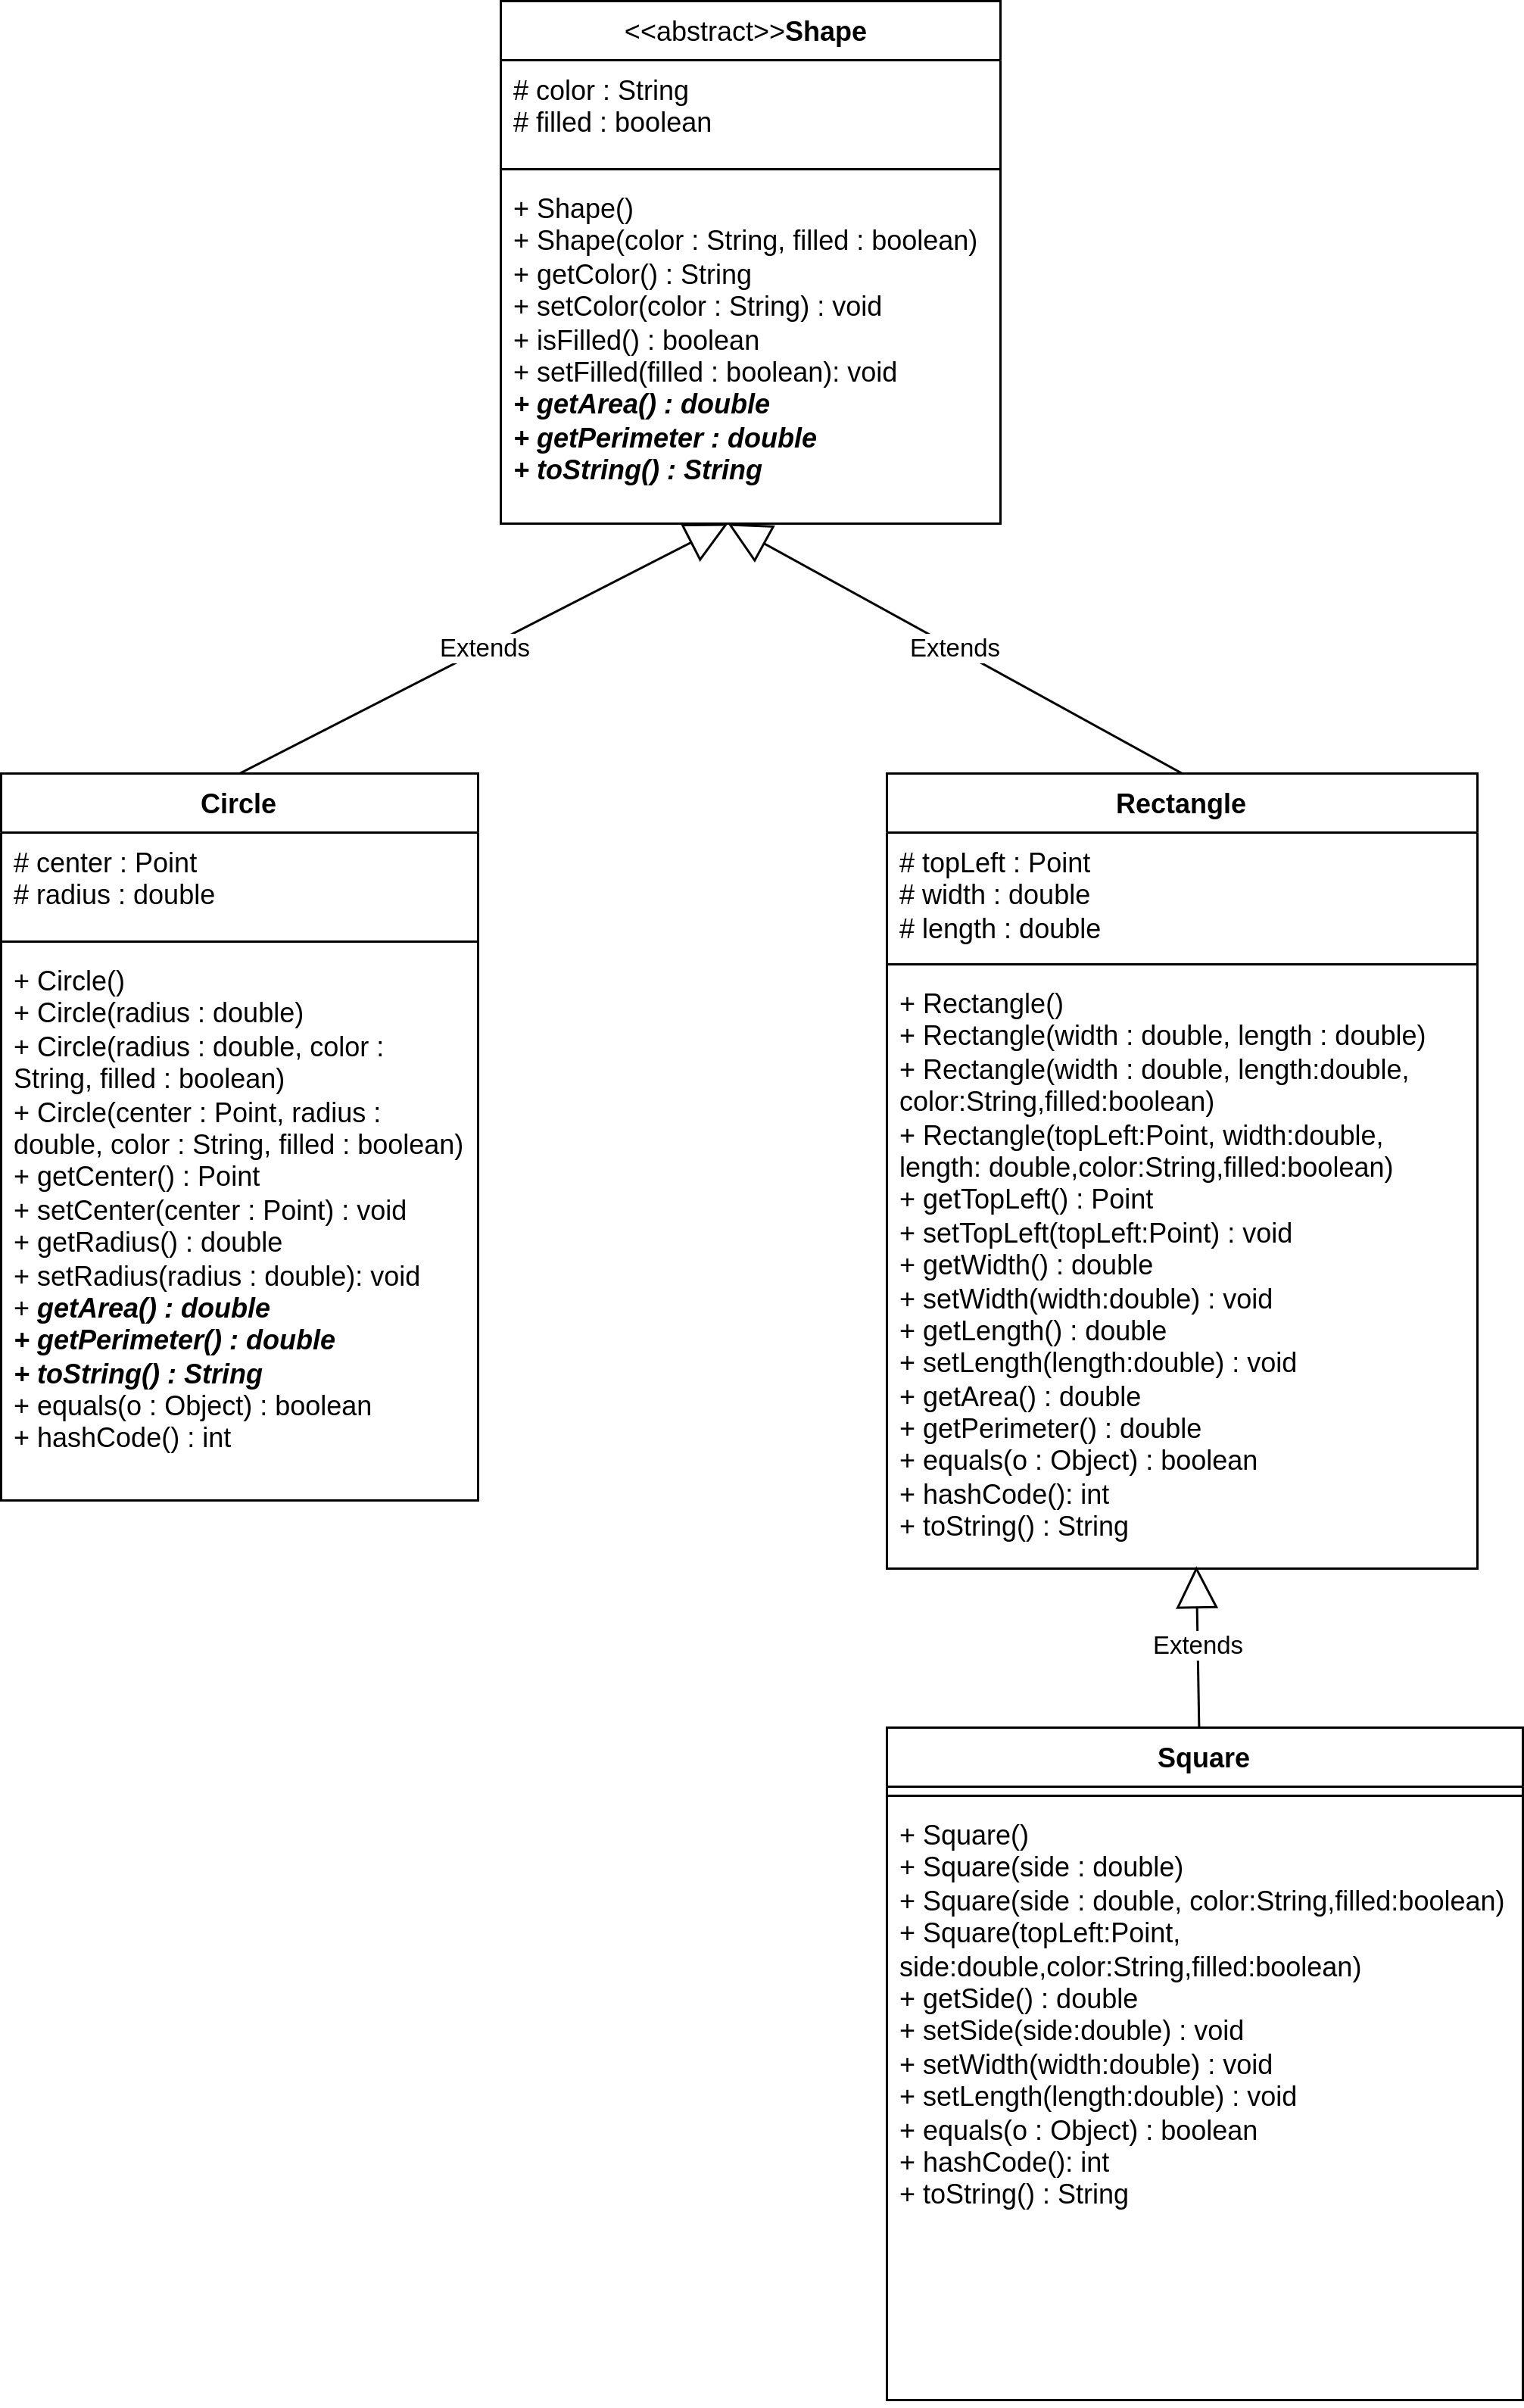 <<abstract>>Shape
# color : String
# filled : boolean
+ Shape()
+ Shape(color : String, filled : boolean)
+ getColor() : String
+ setColor(color : String) : void
+ isFilled() : boolean
+ setFilled(filled : boolean): void
+ getArea() : double
+ getPerimeter : double
+ toString() : String
Extends
Extends
Circle
# center : Point
# radius : double
+ Circle()
+ Circle(radius : double)
+ Circle(radius : double, color :
String, filled : boolean)
+ Circle(center : Point, radius :
double, color : String, filled : boolean)
+ getCenter() : Point
+ setCenter(center : Point) : void
+ getRadius() : double
+ setRadius(radius : double): void
+ getArea() : double
+ getPerimeter() : double
+ toString() : String
+ equals(o : Object) : boolean
+ hashCode() : int
Rectangle
# topLeft : Point
# width : double
# length : double
+ Rectangle()
+ Rectangle(width : double, length : double)
+ Rectangle(width : double, length:double,
color:String,filled:boolean)
+ Rectangle(topLeft:Point, width:double,
length: double,color:String,filled:boolean)
+ getTopLeft() : Point
+ setTopLeft(topLeft:Point) : void
+ getWidth() : double
+ setWidth(width:double) : void
+ getLength() : double
+ setLength(length:double) : void
+ getArea() : double
+ getPerimeter() : double
+ equals(o : Object) : boolean
+ hashCode(): int
+ toString() : String
Extends
Square
+ Square()
+ Square(side : double)
+ Square(side : double, color:String,filled:boolean)
+ Square(topLeft:Point,
side:double,color:String,filled:boolean)
+ getSide() : double
+ setSide(side:double) : void
+ setWidth(width:double) : void
+ setLength(length:double) : void
+ equals(o : Object) : boolean
+ hashCode(): int
+ toString() : String